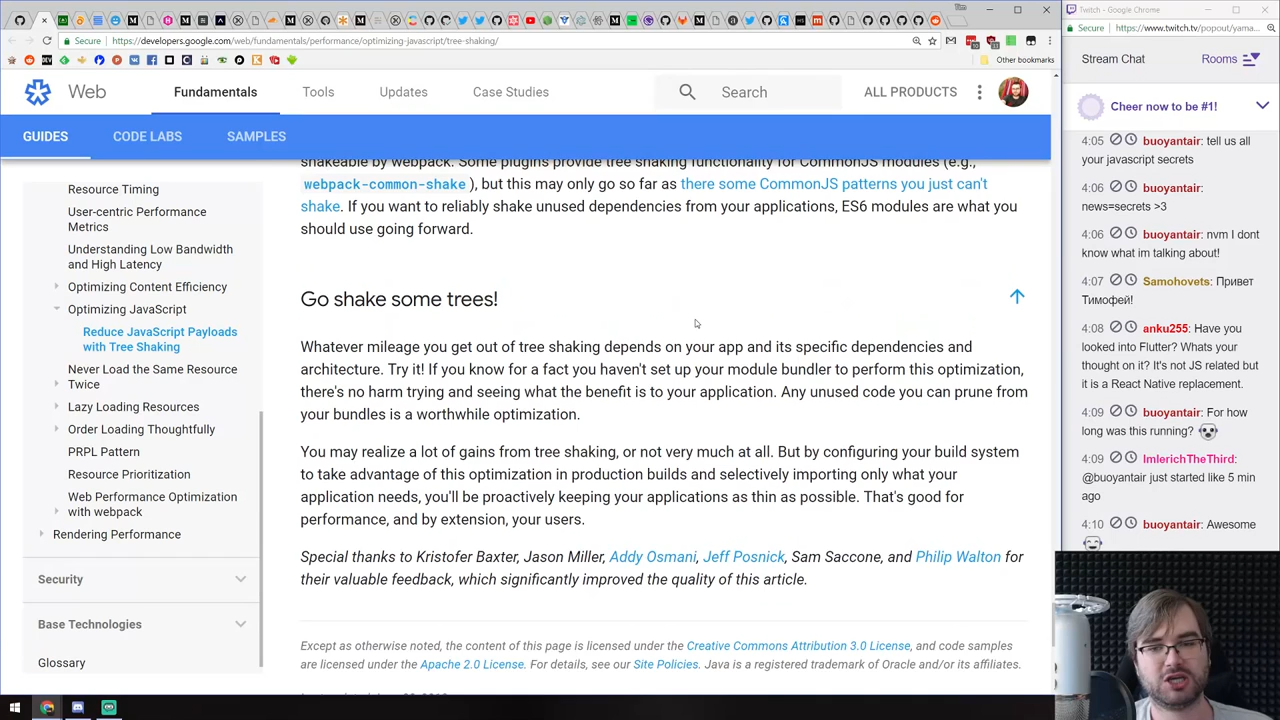 Secure
https://developers.google.com/web/fundamentals/performance/optimizing-javascript/tree-shaking/
Other bookmarks
Web
Fundamentals
Tools
Updates
Case Studies
Search
ALL PRODUCTS
GUIDES
CODE LABS
SAMPLES
Resource Timing
User-centric Performance
Metrics
Understanding Low Bandwidth
and High Latency
Optimizing Content Efficiency
Optimizing JavaScript
Reduce JavaScript Payloads
with Tree Shaking
Never Load the Same Resource
Twice
Lazy Loading Resources
Order Loading Thoughtfully
PRPL Pattern
Resource Prioritization
Web Performance Optimization
with webpack
Rendering Performance
Security
Base Technologies
Glossary
shakeable by webpack. Some plugins provide tree shaking functionality for CommonJS modules (e.g.,
webpack-common-shake ), but this may only go so far as there some CommonJS patterns you just can't
shake. If you want to reliably shake unused dependencies from your applications, ES6 modules are what you
should use going forward.
Go shake some trees!
Whatever mileage you get out of tree shaking depends on your app and its specific dependencies and
architecture. Try it! If you know for a fact you haven't set up your module bundler to perform this optimization,
there's no harm trying and seeing what the benefit is to your application. Any unused code you can prune from
your bundles is a worthwhile optimization.
You may realize a lot of gains from tree shaking, or not very much at all. But by configuring your build system
to take advantage of this optimization in production builds and selectively importing only what your
application needs, you'll be proactively keeping your applications as thin as possible. That's good for
performance, and by extension, your users.
Special thanks to Kristofer Baxter, Jason Miller, Addy Osmani, Jeff Posnick, Sam Saccone, and Philip Walton for
their valuable feedback, which significantly improved the quality of this article.
Except as otherwise noted, the content of this page is licensed under the Creative Commons Attribution 3.0 License, and code samples
are licensed under the Apache 2.0 License. For details, see our Site Policies. Java is a registered trademark of Oracle and/or its affiliates.
Twitch - Google Chrome
Secure
https://www.twitch.tv/popout/yama...
Stream Chat
Rooms
Cheer now to be #1!
4:05 buoyantair: tell us all
your javascript secrets
4:06 buoyantair:
news=secrets >3
4:06 buoyantair: nvm I dont
know what im talking about!
4:07 Samohovets: Привет
Тимофей!
4:08 anku255: Have you
looked into Flutter? Whats your
thought on it? It's not JS related but
it is a React Native replacement.
4:09 buoyantair: For how
long was this running?
4:09 ImlerichTheThird:
@buoyantair just started like 5 min
ago
4:10 buoyantair: Awesome